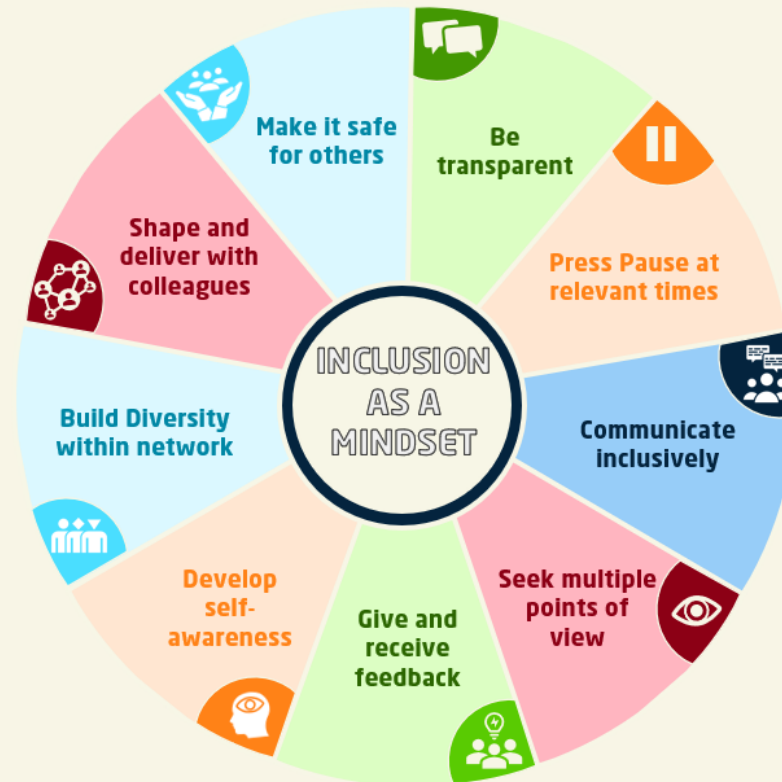 Make it safe
for others
Be
transparent
Press Pause at
relevant times
Communicate
inclusively
Seek multiple
points of
view
Give and
receive
feedback
Develop
self-
awareness
Build Diversity
within network
Shape and
deliver with
colleagues
INCLUSION
AS A
MINDSET